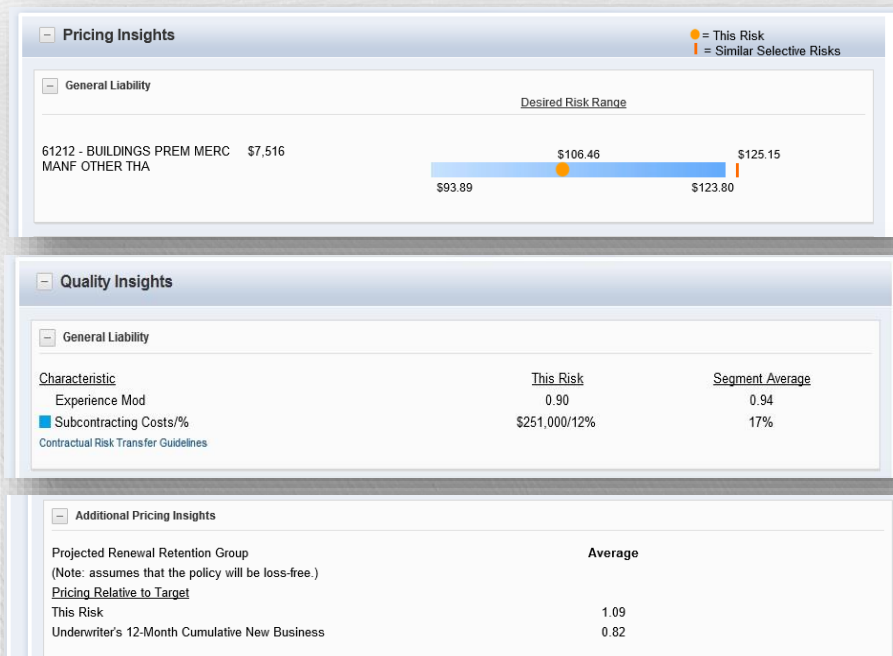 Pricing Insights
= This Risk
= Similar Selective Risks
General Liability
Desired Risk Range
61212 - BUILDINGS PREM MERC $7,516
MANF OTHER THA
$106.46 $125.15
$93.89 $123.80
Quality Insights
General Liability
Characteristic This Risk Segment Average
Experience Mod 0.90 0.94
Subcontracting Costs/% $251,000/12% 17%
Contractual Risk Transfer Guidelines
Additional Pricing Insights
Projected Renewal Retention Group Average
(Note: assumes that the policy will be loss-free.)
Pricing Relative to Target
This Risk 1.09
Underwriter's 12-Month Cumulative New Business 0.82